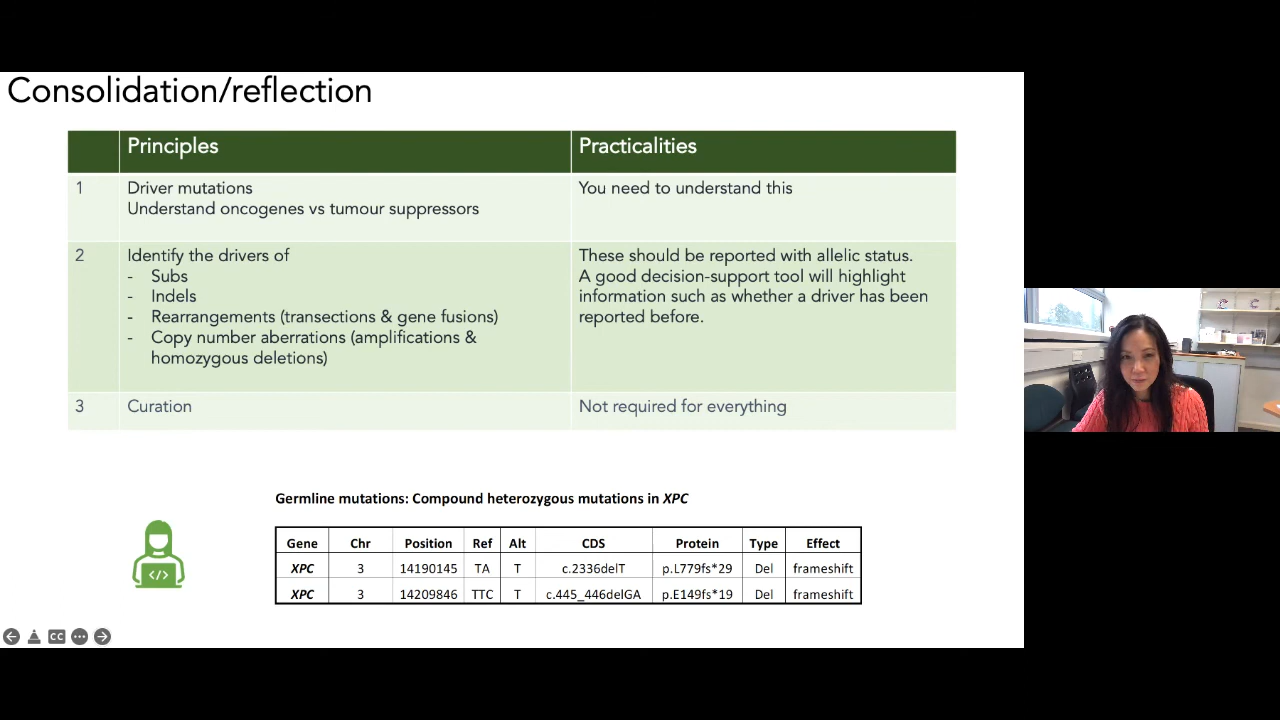 Consolidation/reflection
Principles Practicalities
1 Driver mutations You need to understand this
Understand oncogenes vs tumour suppressors
2 Identify the drivers of These should be reported with allelic status.
- Subs A good decision-support tool will highlight
- Indels information such as whether a driver has been
- Rearrangements (transections & gene fusions) reported before.
- Copy number aberrations (amplifications &
homozygous deletions)
3 Curation Not required for everything
Germline mutations: Compound heterozygous mutations in XPC
Gene Chr Position Ref Alt CDS Protein Type Effect
XPC 3 14190145 TA T c.2336delT p.L779fs*29 Del frameshift
XPC 3 14209846 TTC T c.445_446delGA p.E149fs*19 Del frameshift
</>
CC